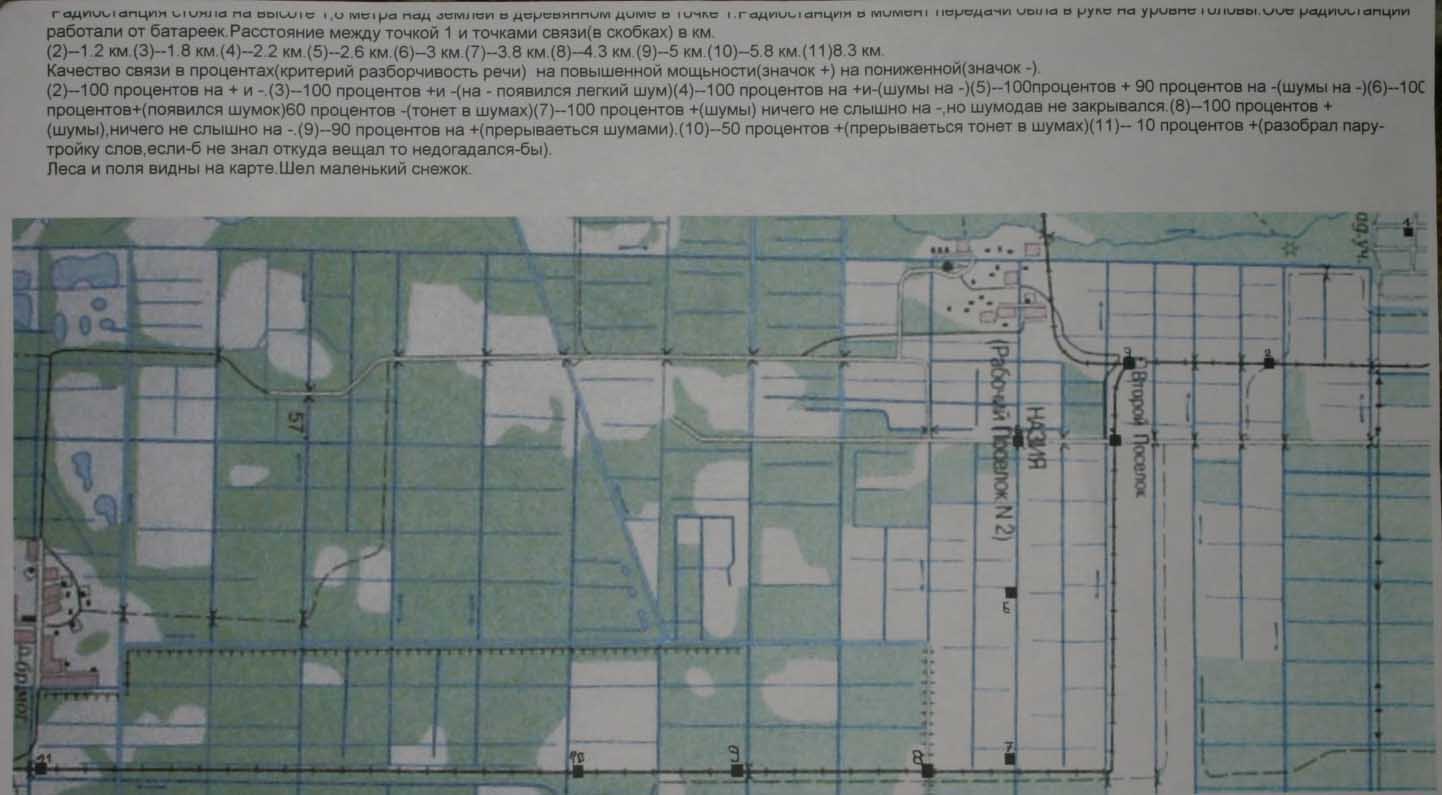 Радиостанция стояла на высоте 1,6 метра над землей в деревянном доме в точке 1.Радиостанция в момент передачи была в руке на уровне головы.Обе радиостанции
работали от батареек.Расстояние между точкой 1 и точками связи(в скобках) в км.
(2)--1.2 км.(3)--1.8 км.(4)--2.2 км.(5)--2.6 км.(6)--3 км.(7)--3.8 км.(8)--4.3 км.(9)--5 км.(10)--5.8 км.(11)8.3 км.
Качество связи в процентах(критерий разборчивость речи) на повышенной мощьности(значок +) на пониженной(значок -).
(2)--100 процентов на + и -.(3)--100 процентов +и -(на - появился легкий шум)(4)--100 процентов на +и-(шумы на -)(5)--100процентов + 90 процентов на -(шумы на -)(6)--100
процентов+(появился шумок)60 процентов -(тонет в шумах)(7)--100 процентов +(шумы) ничего не слышно на -,но шумодав не закрывался.(8)--100 процентов +
(шумы),ничего не слышно на -.(9)--90 процентов на +(прерываеться шумами).(10)--50 процентов +(прерываеться тонет в шумах)(11)-- 10 процентов +(разобрал пару-
тройку слов,если-б не знал откуда вещал то недогадался-бы).
Леса и поля видны на карте.Шел маленький снежок.
ад.уч.
3
2
Второй Поселок
НАЗИЯ
(Рабочий Поселок N 2)
57
6
7
8
9
10
11